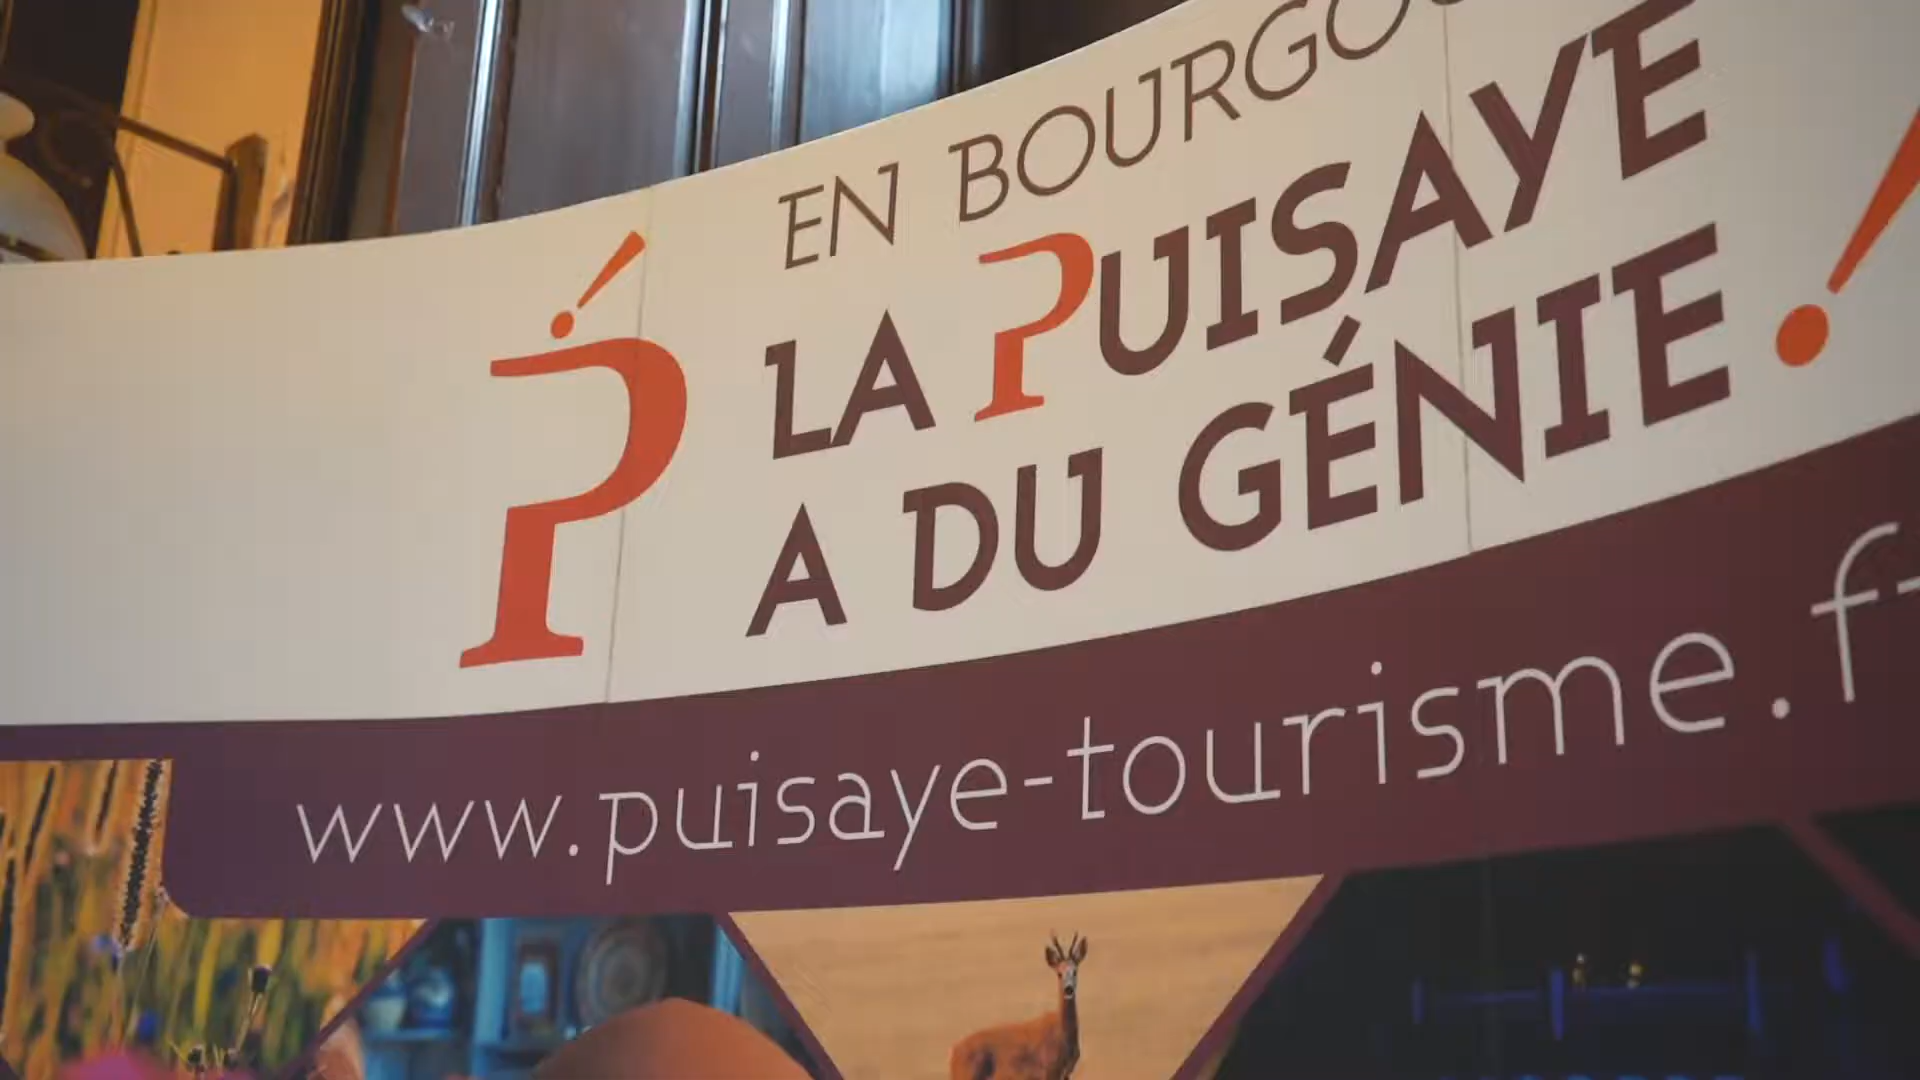 P
EN BOURGO
LA PUISAYE
A DU GÉNIE !
www.puisaye-tourisme.f